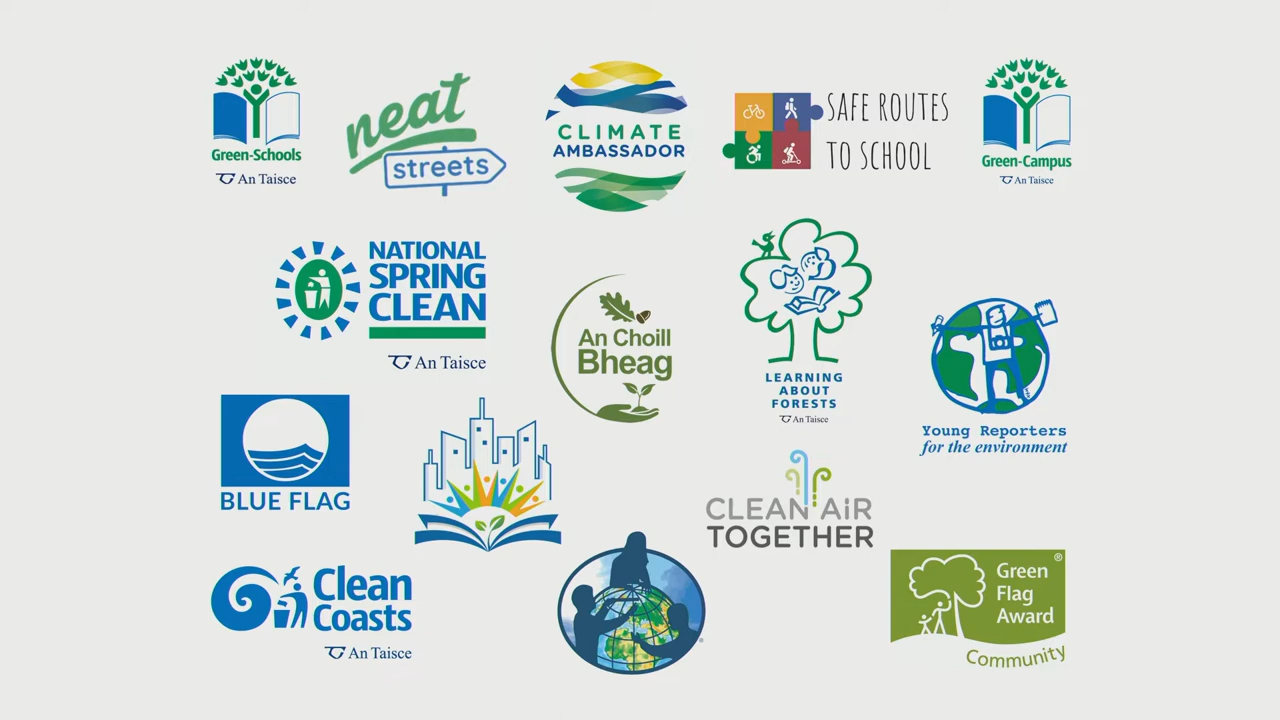 Green-Schools
An Taisce
neat
streets
CLIMATE
AMBASSADOR
SAFE ROUTES
TO SCHOOL
Green-Campus
An Taisce
NATIONAL
SPRING
CLEAN
An Taisce
An Choill
Bheag
LEARNING
ABOUT
FORESTS
An Taisce
Young Reporters
for the environment
BLUE FLAG
CLEAN AiR
TOGETHER
Clean
Coasts
An Taisce
Green
Flag
Award
®
Community
®